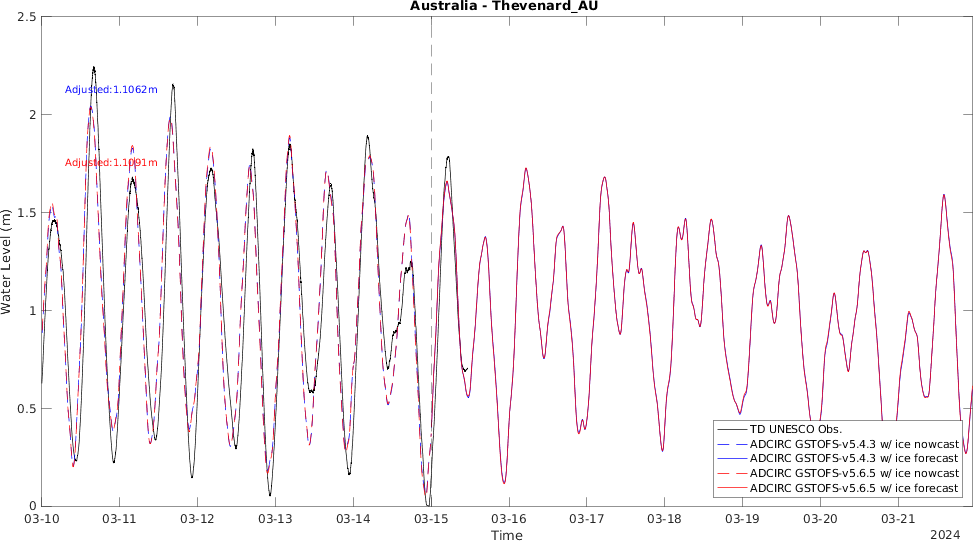 Australia - Thevenard_AU
2.5
2
1.5
1
0.5
0
Water Level (m)
Adjusted:1.1062m
Adjusted:1.1091m
TD UNESCO Obs.
ADCIRC GSTOFS-v5.4.3 w/ ice nowcast
ADCIRC GSTOFS-v5.4.3 w/ ice forecast
ADCIRC GSTOFS-v5.6.5 w/ ice nowcast
ADCIRC GSTOFS-v5.6.5 w/ ice forecast
03-10 03-11 03-12 03-13 03-14 03-15 03-16 03-17 03-18 03-19 03-20 03-21
Time
2024